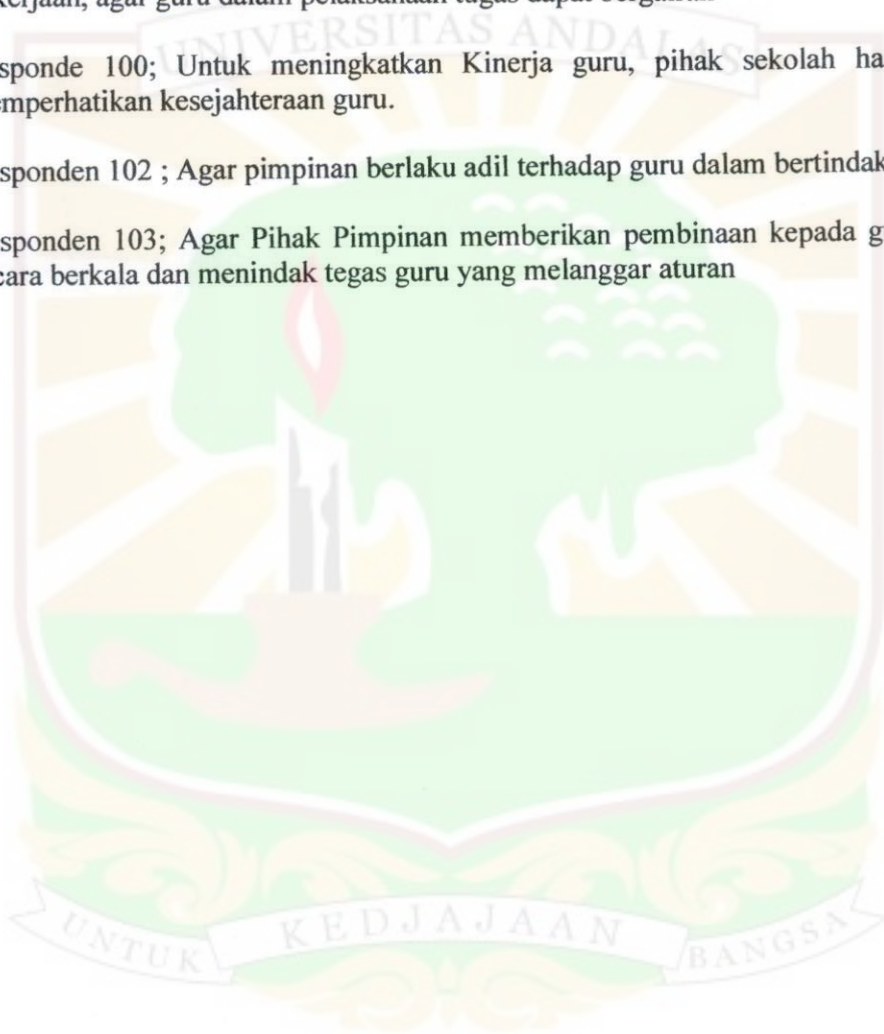 agar guru dalam pelaksanaan tugas dapat
UNIVERSITAS ANDALAS
sponde 100; Untuk meningkatkan Kinerja guru, pihak sekolah ha
mperhatikan kesejahteraan guru.
sponden 102 ; Agar pimpinan berlaku adil terhadap guru dalam bertindak
sponden 103; Agar Pihak Pimpinan memberikan pembinaan kepada g
cara berkala dan menindak tegas guru yang melanggar aturan
UNTUK KEDJAJAAN BANGSA